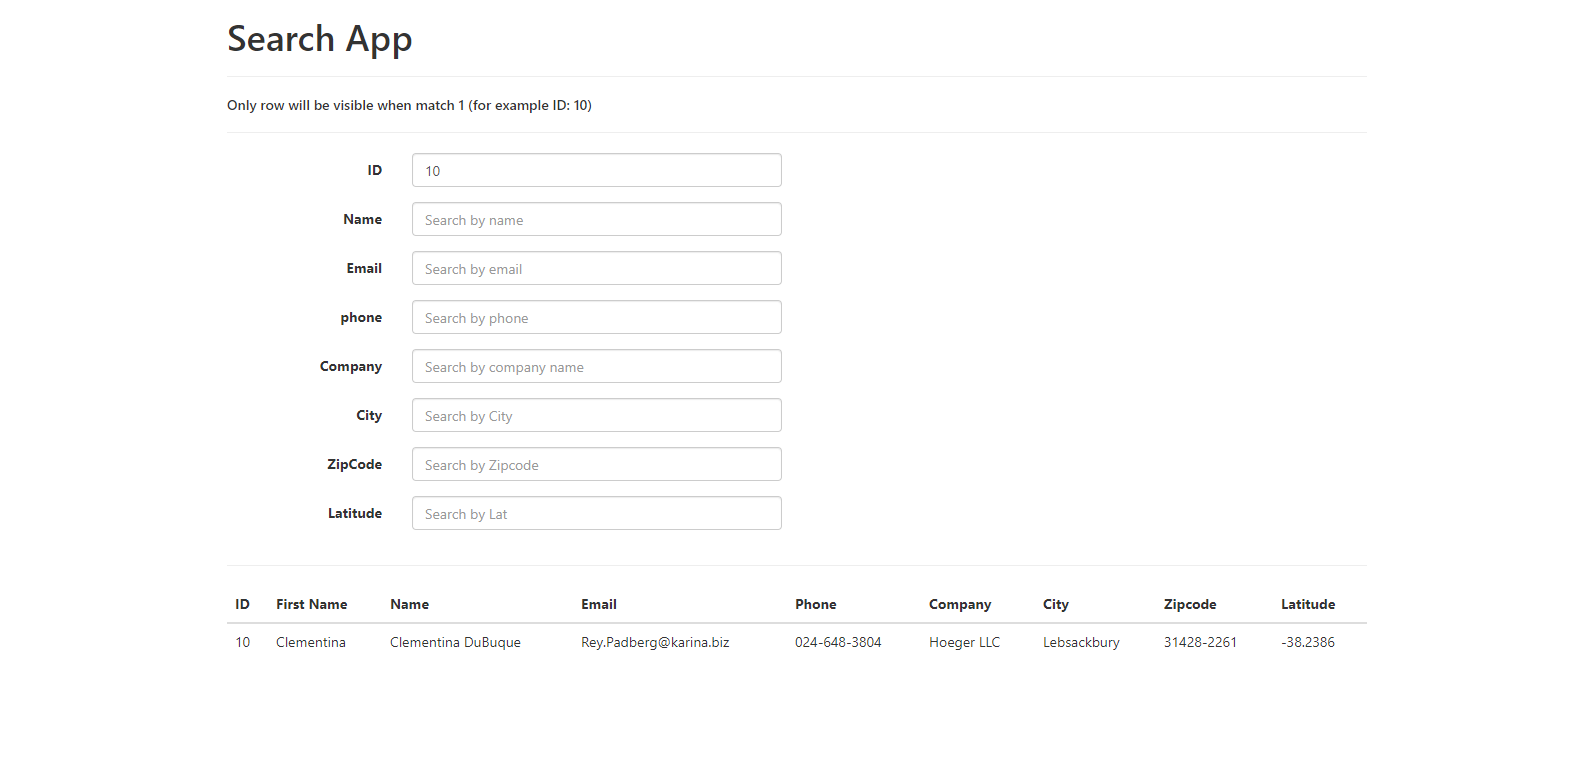 Search App
Only row will be visible when match 1 (for example ID: 10)
ID 10
Name Search by name
Email Search by email
phone Search by phone
Company Search by company name
City Search by City
ZipCode Search by Zipcode
Latitude Search by Lat
ID First Name Name Email Phone Company City Zipcode Latitude
10 Clementina Clementina DuBuque Rey.Padberg@karina.biz 024-648-3804 Hoeger LLC Lebsackbury 31428-2261 -38.2386